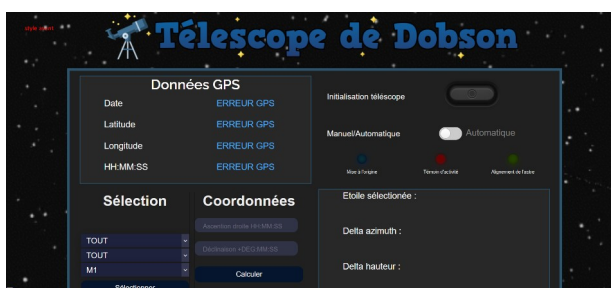 Télescope de Dobson
Données GPS
Date ERREUR GPS
Latitude ERREUR GPS
Longitude ERREUR GPS
HH:MM:SS ERREUR GPS
Initialisation téléscope
Manuel/Automatique Automatique
Mise à l'origine Témoin d'activité Alignement de l'astre
Sélection
TOUT
TOUT
M1
Sélectionner
Coordonnées
Ascention droite HH:MM:SS
Déclinaison +DEG:MM:SS
Calculer
Etoile sélectionée :
Delta azimuth :
Delta hauteur :